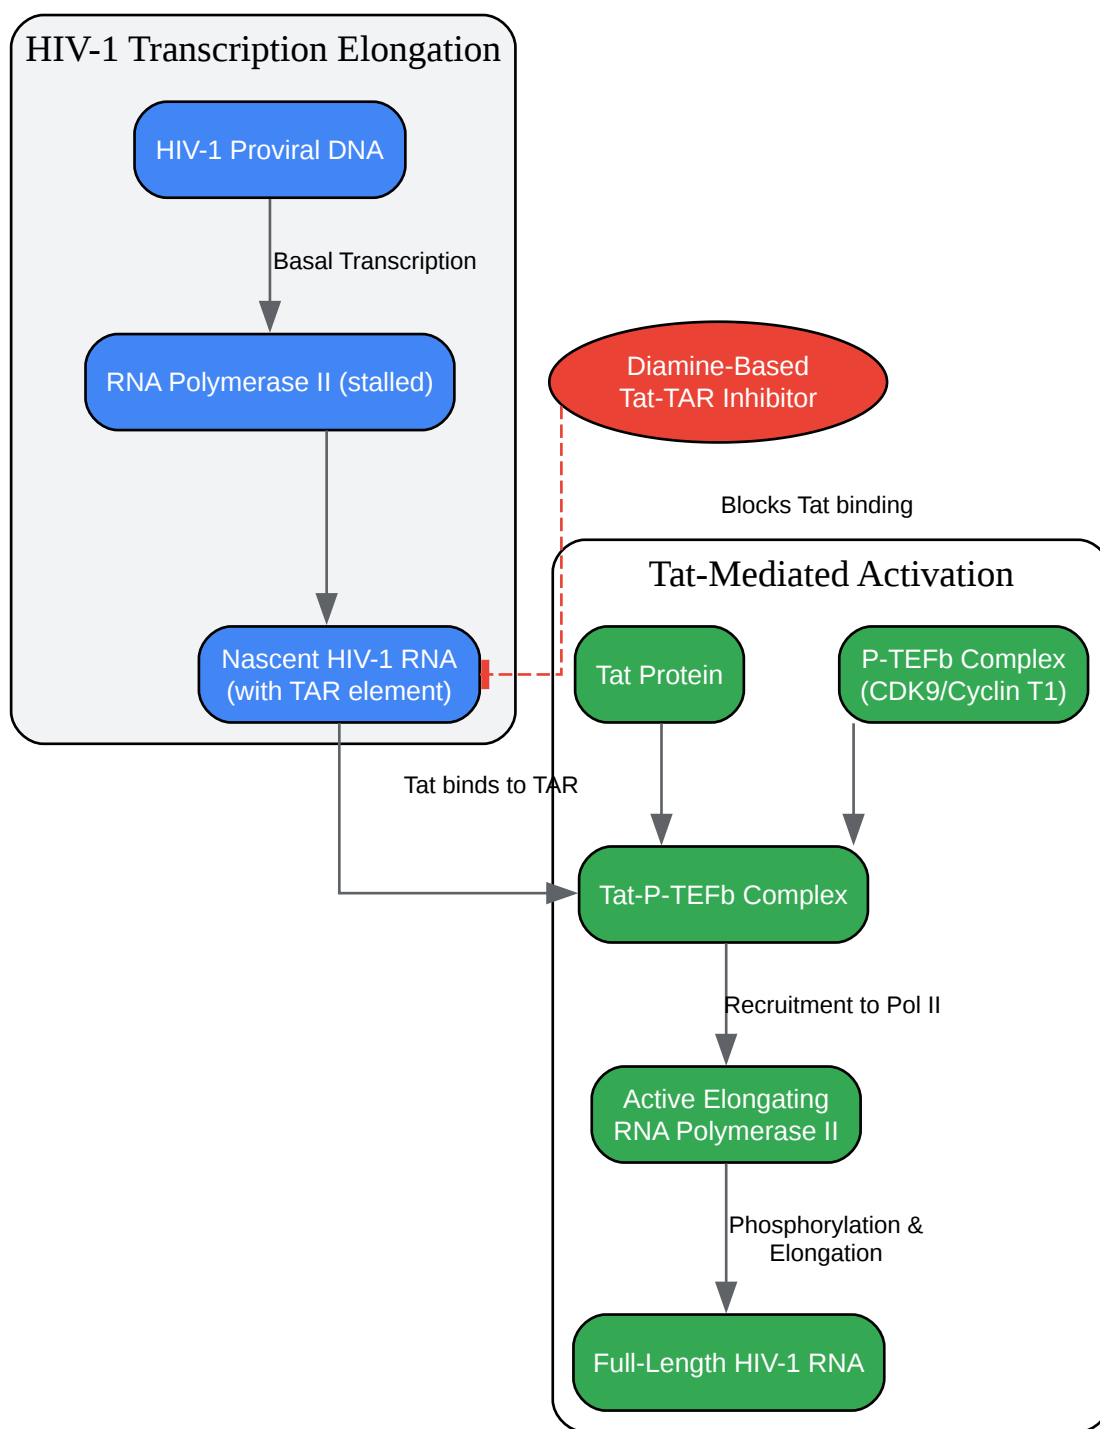 HIV-1 Transcription Elongation
HIV-1 Proviral DNA
Basal Transcription
RNA Polymerase II (stalled)
Diamine-Based
Tat-TAR Inhibitor
Blocks Tat binding
Tat-Mediated Activation
Nascent HIV-1 RNA
(with TAR element)
Tat Protein
P-TEFb Complex
(CDK9/Cyclin T1)
Tat binds to TAR
Tat-P-TEFb Complex
Recruitment to Pol II
Active Elongating
RNA Polymerase II
Phosphorylation &
Elongation
Full-Length HIV-1 RNA